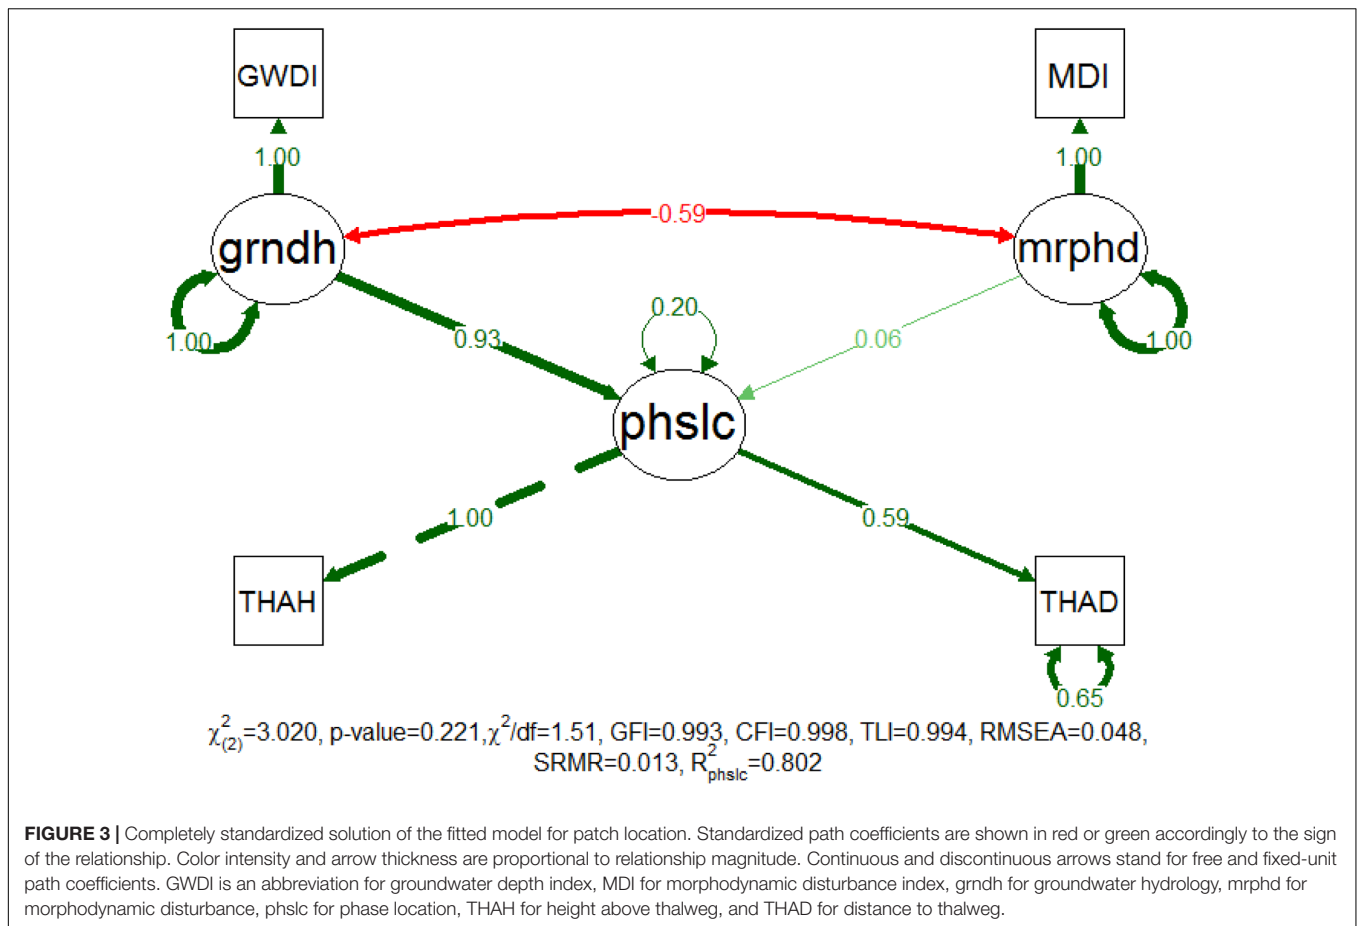 GWDI
MDI
1.00
1.00
-0.59
grndh
mrphd
1.00
0.93
0.20
0.06
1.00
phslc
1.00
0.59
THAH
THAD
0.65
χ²₍₂₎=3.020, p-value=0.221,χ²/df=1.51, GFI=0.993, CFI=0.998, TLI=0.994, RMSEA=0.048,
SRMR=0.013, R²phslc=0.802
FIGURE 3 | Completely standardized solution of the fitted model for patch location. Standardized path coefficients are shown in red or green accordingly to the sign
of the relationship. Color intensity and arrow thickness are proportional to relationship magnitude. Continuous and discontinuous arrows stand for free and fixed-unit
path coefficients. GWDI is an abbreviation for groundwater depth index, MDI for morphodynamic disturbance index, grndh for groundwater hydrology, mrphd for
morphodynamic disturbance, phslc for phase location, THAH for height above thalweg, and THAD for distance to thalweg.